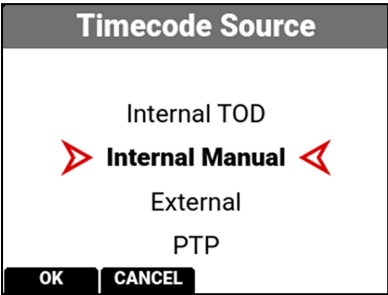 Timecode Source
Internal TOD
Internal Manual
External
PTP
OK CANCEL